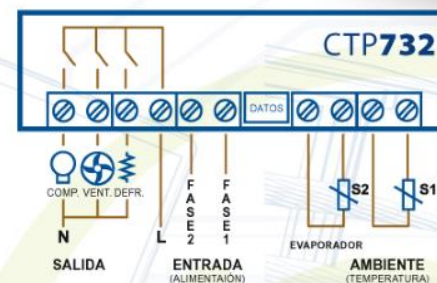 CTP732
DATOS
COMP. VENT. DEFR.
FASE2
FASE1
S2
S1
N
L
EVAPORADOR
SALIDA
ENTRADA
AMBIENTE
(ALIMENTAIÓN)
(TEMPERATURA)